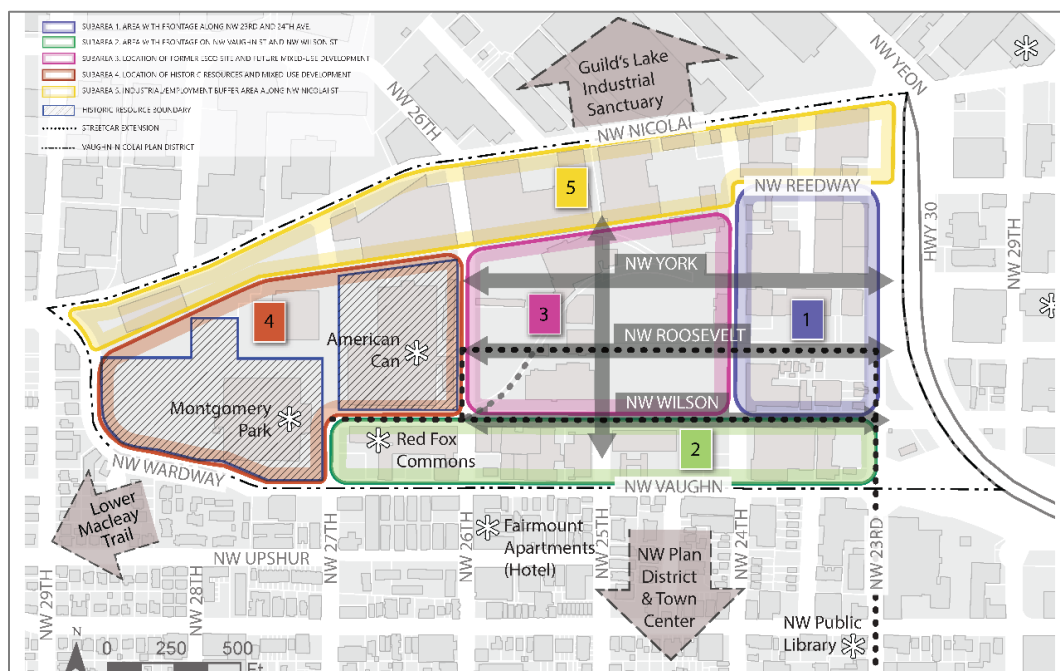 SUBAREA 1. AREA WITH FRONTAGE ALONG NW 23RD AND 24TH AVE.
SUBAREA 2. AREA WITH FRONTAGE ON NW VAUGHN ST AND NW WILSON ST
SUBAREA 3. LOCATION OF FORMER ESCO SITE AND FUTURE MIXED-USE DEVELOPMENT
SUBAREA 4. LOCATION OF HISTORIC RESOURCES AND MIXED USE DEVELOPMENT
SUBAREA 5. INDUSTRIAL/EMPLOYMENT BUFFER AREA ALONG NW NICOLAI ST
HISTORIC RESOURCE BOUNDARY
STREETCAR EXTENSION
VAUGHN-NICOLAI PLAN DISTRICT
NW 26TH
Guild's Lake
Industrial
Sanctuary
NW YEON
NW NICOLAI
5
NW REEDWAY
HWY 30
NW 29TH
NW YORK
4
3
1
American
Can
NW ROOSEVELT
Montgomery
Park
NW WILSON
Red Fox
Commons
2
NW WARDWAY
NW VAUGHN
Lower
Macleay
Trail
NW UPSHUR
NW 29TH
NW 28TH
NW 27TH
NW 26TH
Fairmount
Apartments
(Hotel)
NW 25TH
NW Plan
District
& Town
Center
NW 24TH
NW 23RD
NW Public
Library
N
0 250 500
Ft